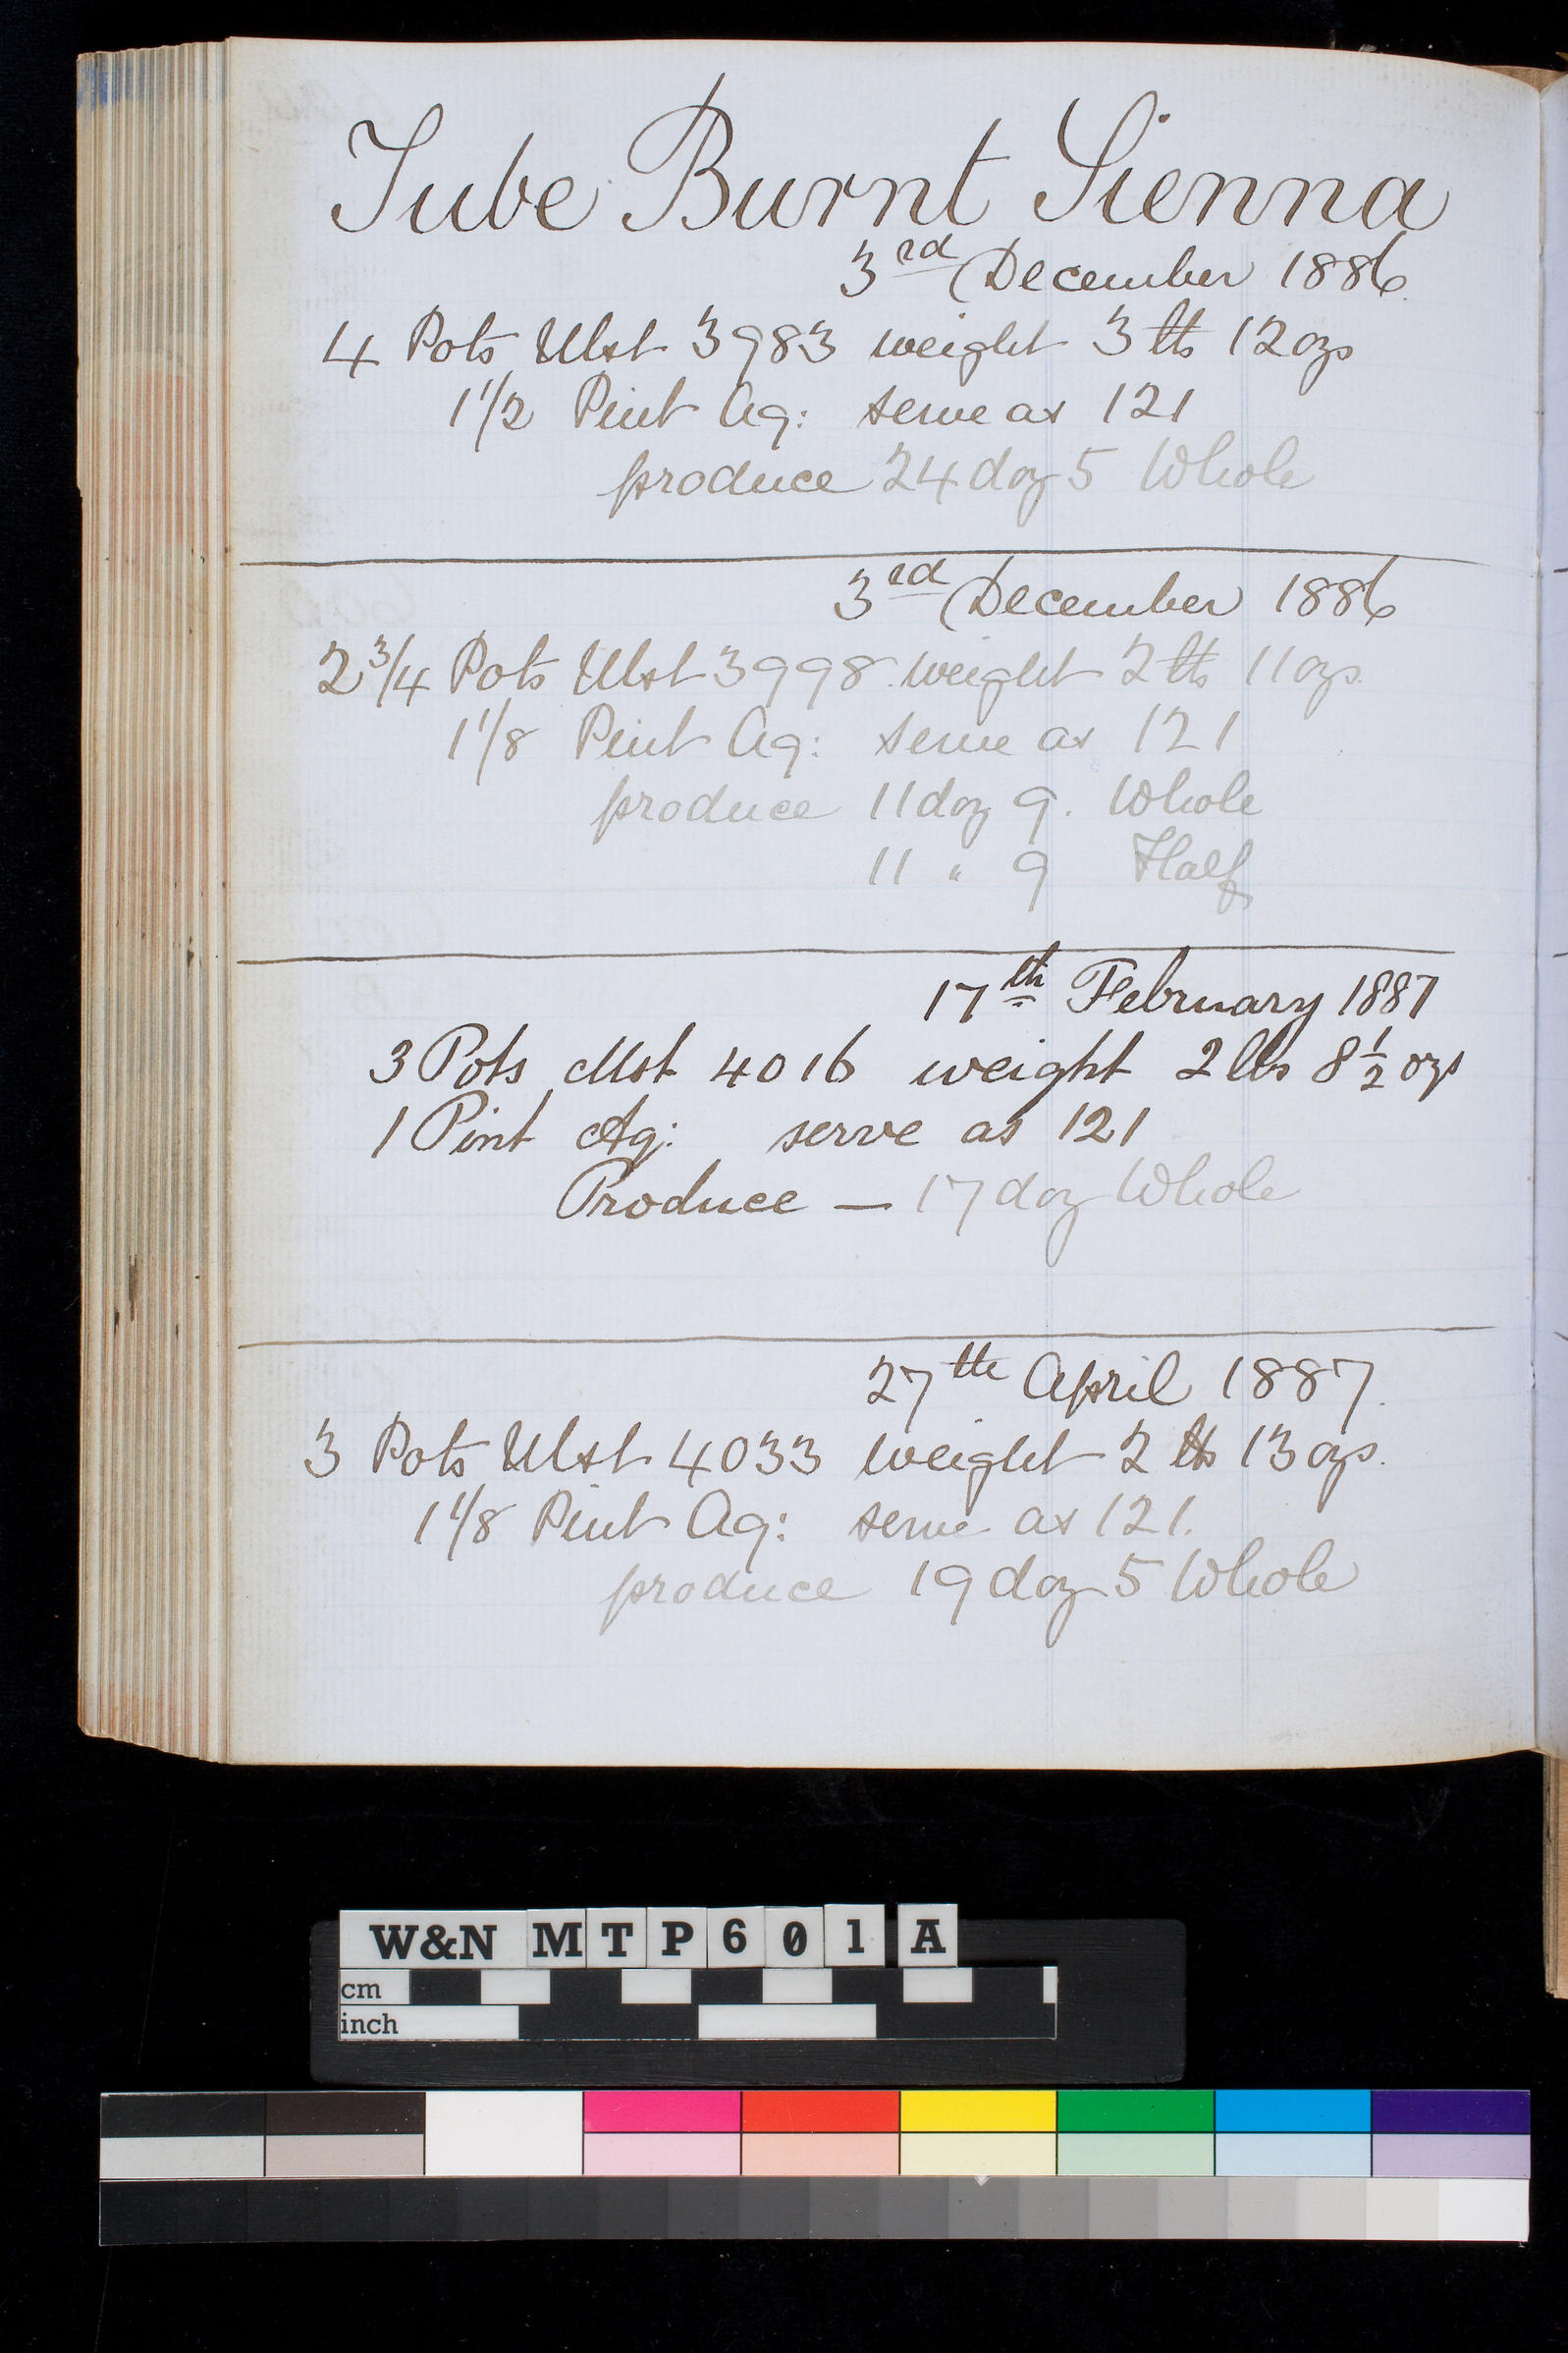 Tube Burnt Sienna
3rd December 1886
4 Pots Mst 3983 weight 3 lbs 12 ozs
1 1/2 Pint Aq: serve as 121
produce 24 doz 5 Whole
3rd December 1886
2 3/4 Pots Mst 3998 weight 2 lbs 11 ozs
1 1/8 Pint Aq: serve as 121
produce 11 doz 9. Whole
11 " 9 Half
17th February 1887
3 Pots Mst 4016 weight 2 lbs 8 1/2 ozs
1 Pint Aq: serve as 121
Produce — 17 doz Whole
27th April 1887.
3 Pots Mst 4033 weight 2 lbs 13 ozs.
1 1/8 Pint Aq: serve as 121.
produce 19 doz 5 Whole
W&N MTP601 A
cm
inch